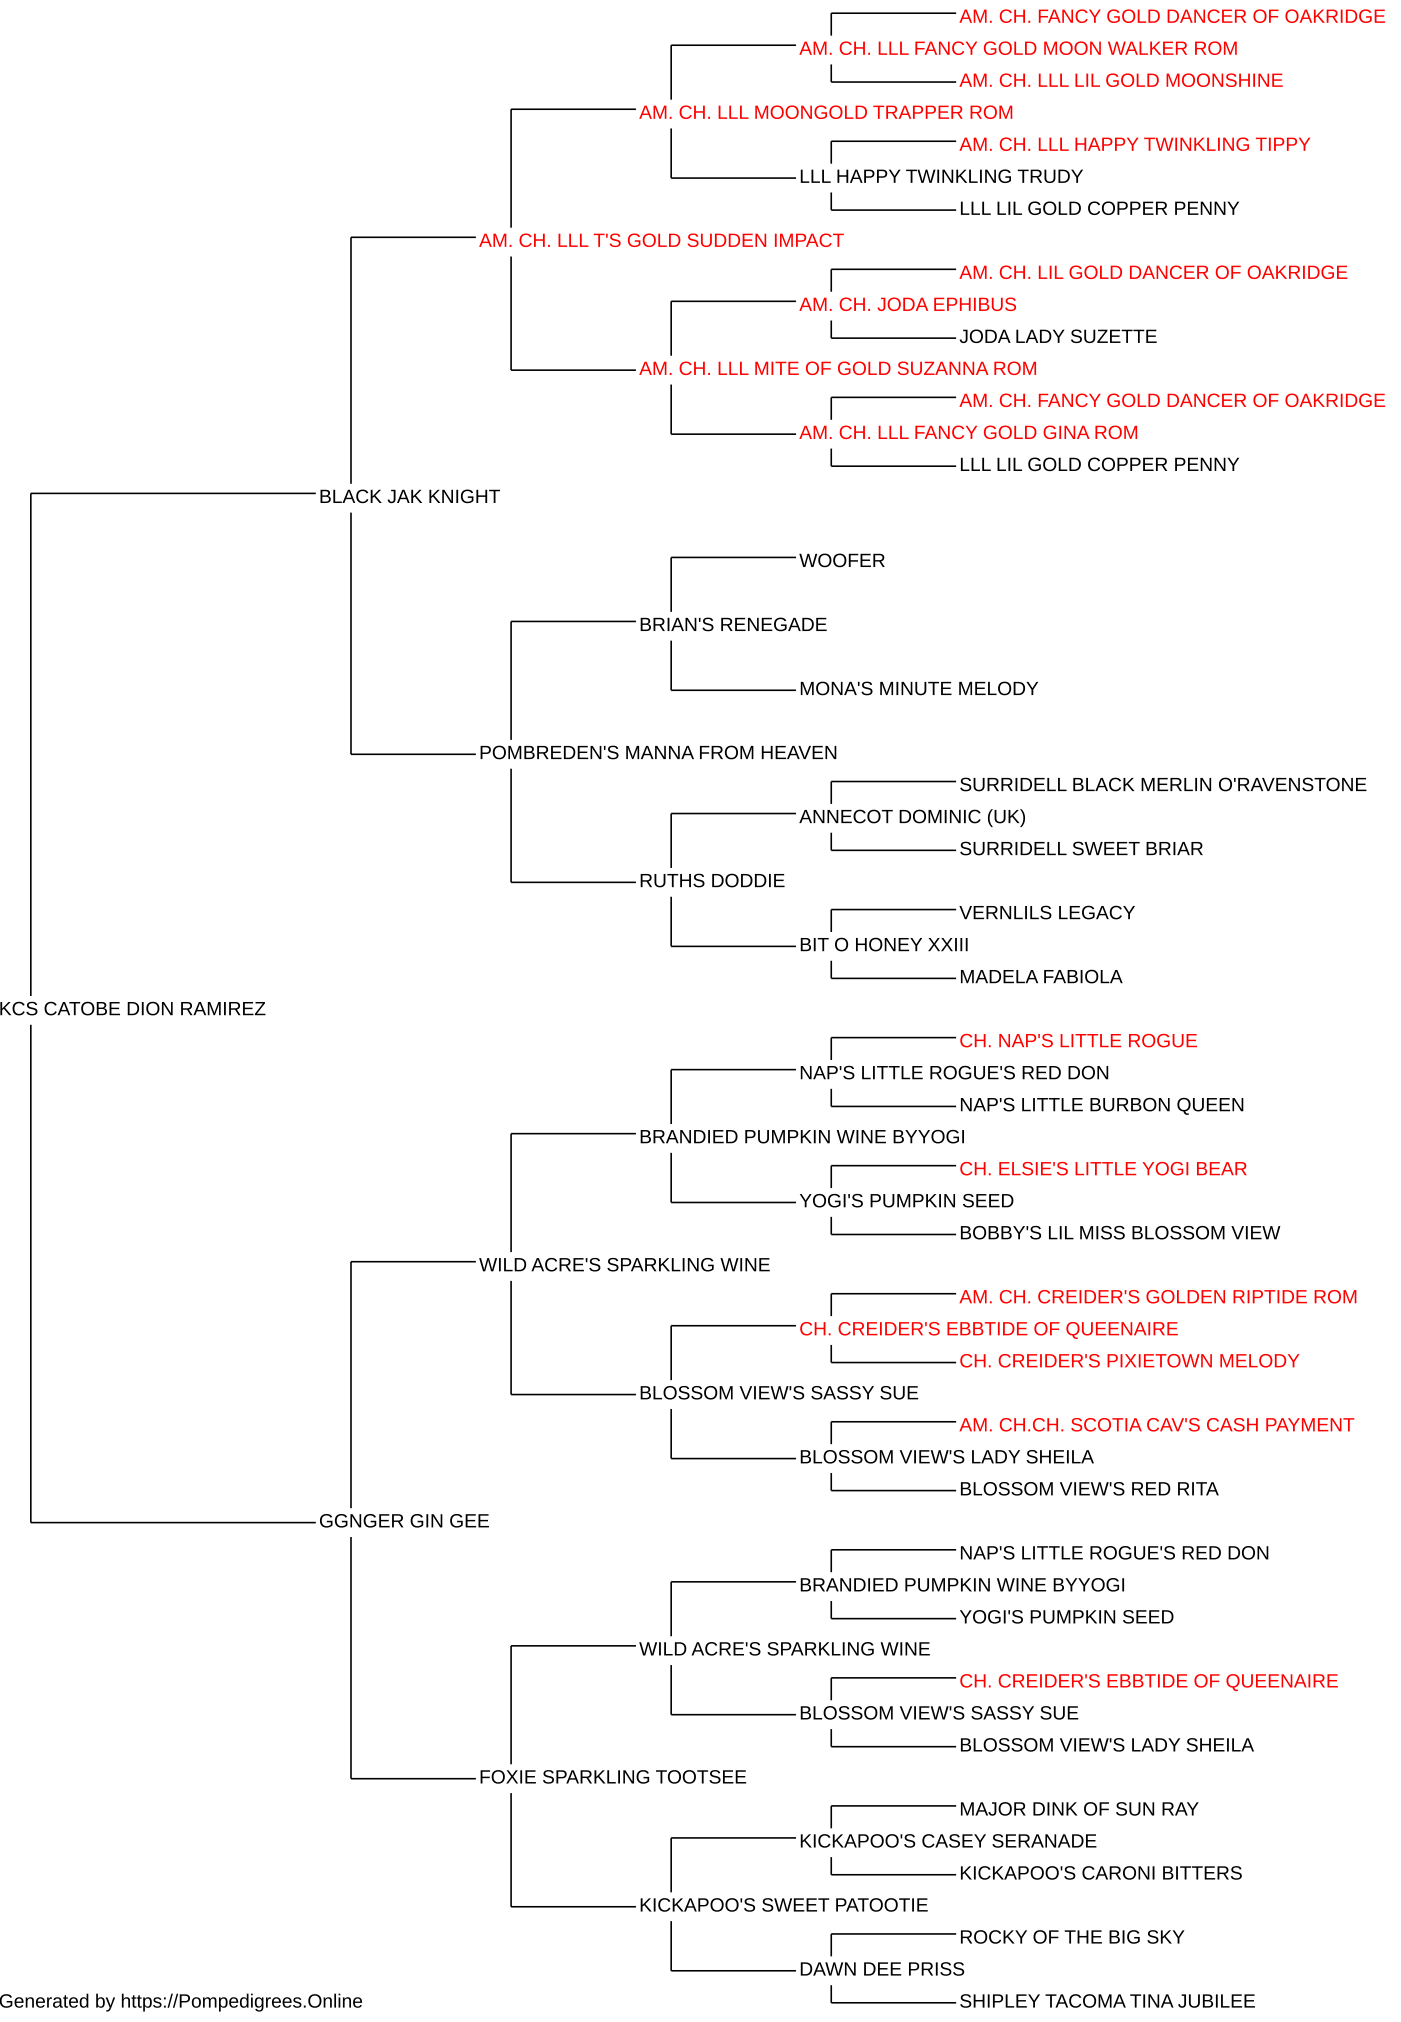 AM. CH. FANCY GOLD DANCER OF OAKRIDGE
AM. CH. LLL FANCY GOLD MOON WALKER ROM
AM. CH. LLL LIL GOLD MOONSHINE
AM. CH. LLL MOONGOLD TRAPPER ROM
AM. CH. LLL HAPPY TWINKLING TIPPY
LLL HAPPY TWINKLING TRUDY
LLL LIL GOLD COPPER PENNY
AM. CH. LLL T'S GOLD SUDDEN IMPACT
AM. CH. LIL GOLD DANCER OF OAKRIDGE
AM. CH. JODA EPHIBUS
JODA LADY SUZETTE
AM. CH. LLL MITE OF GOLD SUZANNA ROM
AM. CH. FANCY GOLD DANCER OF OAKRIDGE
AM. CH. LLL FANCY GOLD GINA ROM
LLL LIL GOLD COPPER PENNY
BLACK JAK KNIGHT
WOOFER
BRIAN'S RENEGADE
MONA'S MINUTE MELODY
POMBREDEN'S MANNA FROM HEAVEN
SURRIDELL BLACK MERLIN O'RAVENSTONE
ANNECOT DOMINIC (UK)
SURRIDELL SWEET BRIAR
RUTHS DODDIE
VERNLILS LEGACY
BIT O HONEY XXIII
MADELA FABIOLA
KCS CATOBE DION RAMIREZ
CH. NAP'S LITTLE ROGUE
NAP'S LITTLE ROGUE'S RED DON
NAP'S LITTLE BURBON QUEEN
BRANDIED PUMPKIN WINE BYYOGI
CH. ELSIE'S LITTLE YOGI BEAR
YOGI'S PUMPKIN SEED
BOBBY'S LIL MISS BLOSSOM VIEW
WILD ACRE'S SPARKLING WINE
AM. CH. CREIDER'S GOLDEN RIPTIDE ROM
CH. CREIDER'S EBBTIDE OF QUEENAIRE
CH. CREIDER'S PIXIETOWN MELODY
BLOSSOM VIEW'S SASSY SUE
AM. CH.CH. SCOTIA CAV'S CASH PAYMENT
BLOSSOM VIEW'S LADY SHEILA
BLOSSOM VIEW'S RED RITA
GGNGER GIN GEE
NAP'S LITTLE ROGUE'S RED DON
BRANDIED PUMPKIN WINE BYYOGI
YOGI'S PUMPKIN SEED
WILD ACRE'S SPARKLING WINE
CH. CREIDER'S EBBTIDE OF QUEENAIRE
BLOSSOM VIEW'S SASSY SUE
BLOSSOM VIEW'S LADY SHEILA
FOXIE SPARKLING TOOTSEE
MAJOR DINK OF SUN RAY
KICKAPOO'S CASEY SERANADE
KICKAPOO'S CARONI BITTERS
KICKAPOO'S SWEET PATOOTIE
ROCKY OF THE BIG SKY
DAWN DEE PRISS
SHIPLEY TACOMA TINA JUBILEE
Generated by https://Pompedigrees.Online